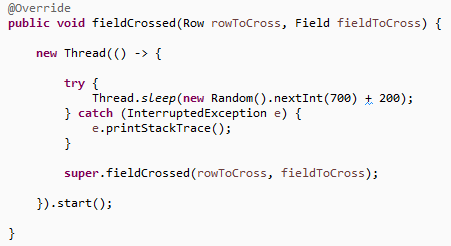 @Override
public void fieldCrossed(Row rowToCross, Field fieldToCross) {
new Thread(() -> {
try {
Thread.sleep(new Random().nextInt(700) + 200);
} catch (InterruptedException e) {
e.printStackTrace();
}
super.fieldCrossed(rowToCross, fieldToCross);
}).start();
}